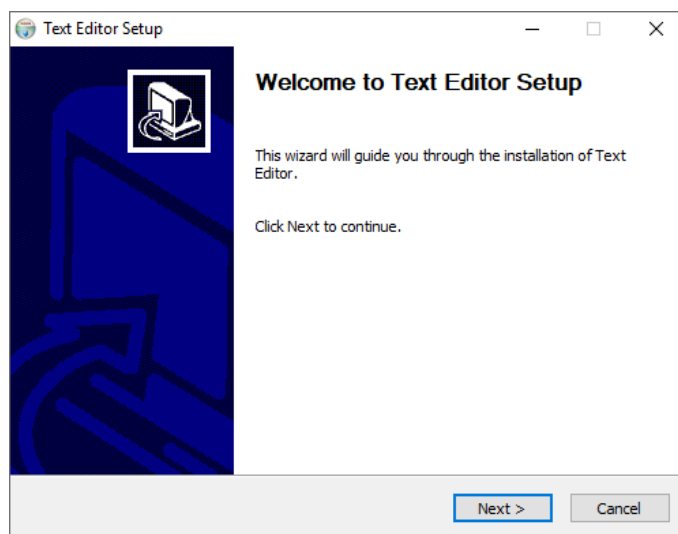 Text Editor Setup
Welcome to Text Editor Setup
This wizard will guide you through the installation of Text
Editor.
Click Next to continue.
Next >
Cancel